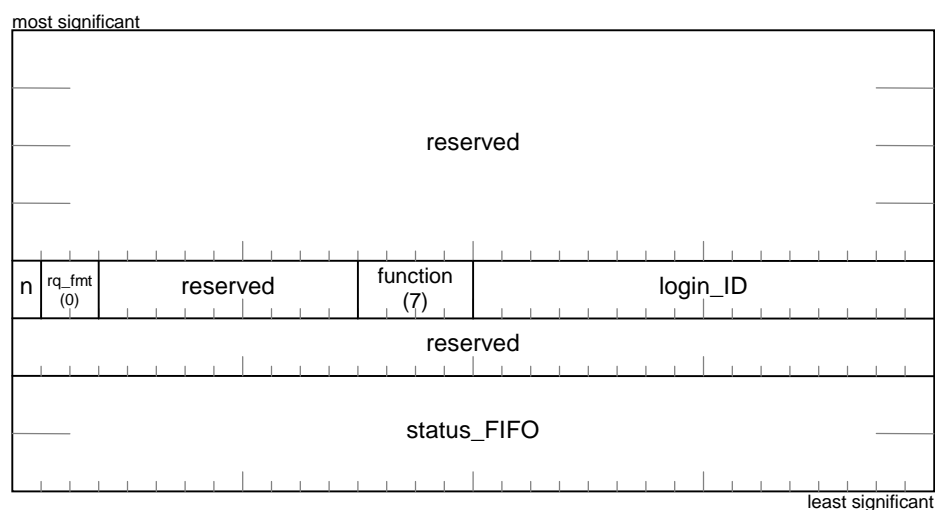 most significant
reserved
n rq_fmt (0) reserved function (7) login_ID
reserved
status_FIFO
least significant